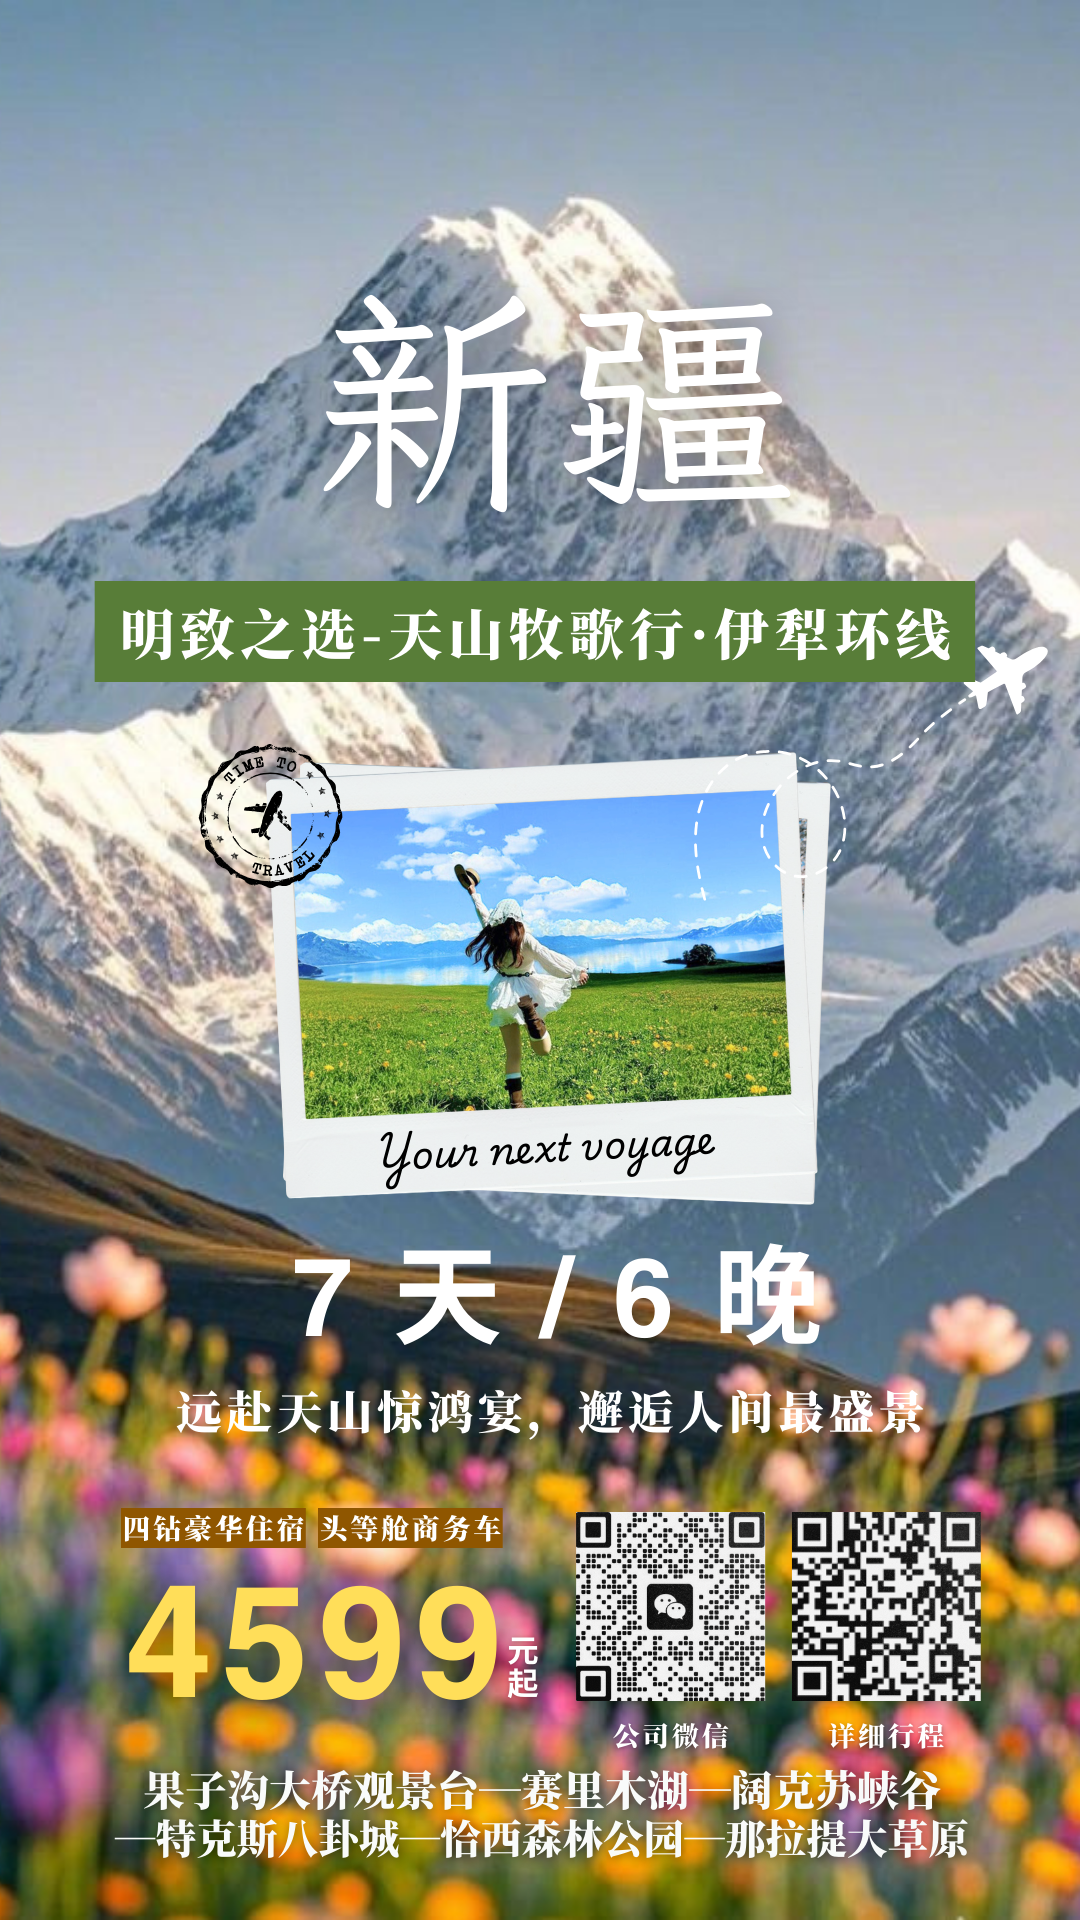 新疆
明致之选-天山牧歌行·伊犁环线
TIME TO
TRAVEL
Your next voyage
7天/6晚
远赴天山惊鸿宴，邂逅人间最盛景
四钻豪华住宿 头等舱商务车
4599元起
公司微信 详细行程
果子沟大桥观景台—赛里木湖—阔克苏峡谷
—特克斯八卦城—恰西森林公园—那拉提大草原